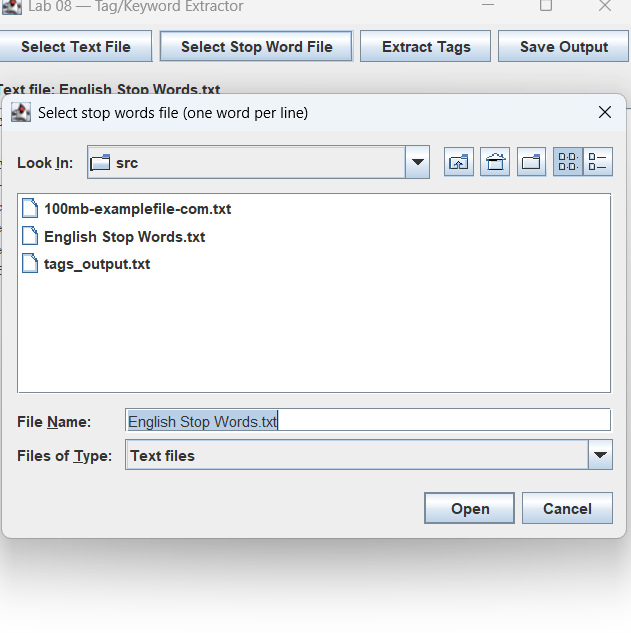 Lab 08 — Tag/Keyword Extractor
Select Text File Select Stop Word File Extract Tags Save Output
Text file: English Stop Words.txt
Select stop words file (one word per line)
Look In: src
100mb-examplefile-com.txt
English Stop Words.txt
tags_output.txt
File Name: English Stop Words.txt
Files of Type: Text files
Open Cancel